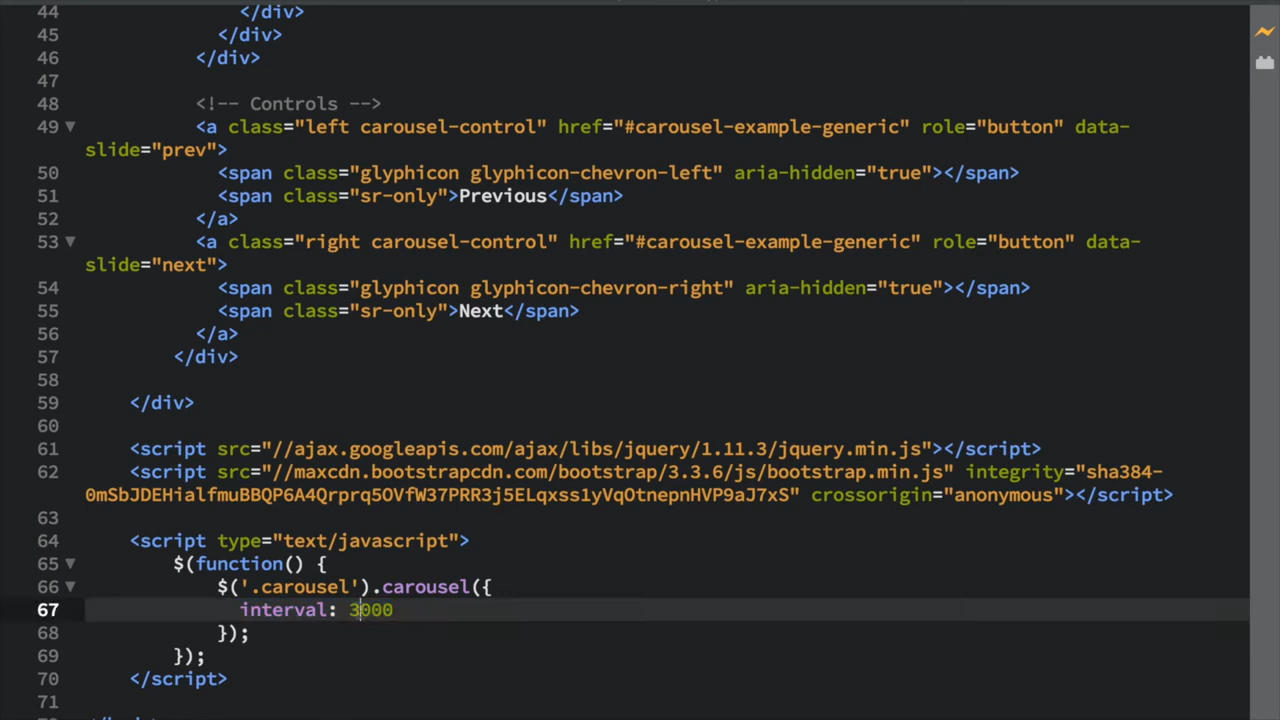 44 </div>
45 </div>
46 </div>
47
48 <!-- Controls -->
49 <a class="left carousel-control" href="#carousel-example-generic" role="button" data-
slide="prev">
50 <span class="glyphicon glyphicon-chevron-left" aria-hidden="true"></span>
51 <span class="sr-only">Previous</span>
52 </a>
53 <a class="right carousel-control" href="#carousel-example-generic" role="button" data-
slide="next">
54 <span class="glyphicon glyphicon-chevron-right" aria-hidden="true"></span>
55 <span class="sr-only">Next</span>
56 </a>
57 </div>
58
59 </div>
60
61 <script src="//ajax.googleapis.com/ajax/libs/jquery/1.11.3/jquery.min.js"></script>
62 <script src="//maxcdn.bootstrapcdn.com/bootstrap/3.3.6/js/bootstrap.min.js" integrity="sha384-
0mSbJDEHialfmuBBQP6A4Qrprq5OVfW37PRR3j5ELqxss1yVqOtnepnHVP9aJ7xS" crossorigin="anonymous"></script>
63
64 <script type="text/javascript">
65 $(function() {
66 $('.carousel').carousel({
67 interval: 3000
68 });
69 });
70 </script>
71